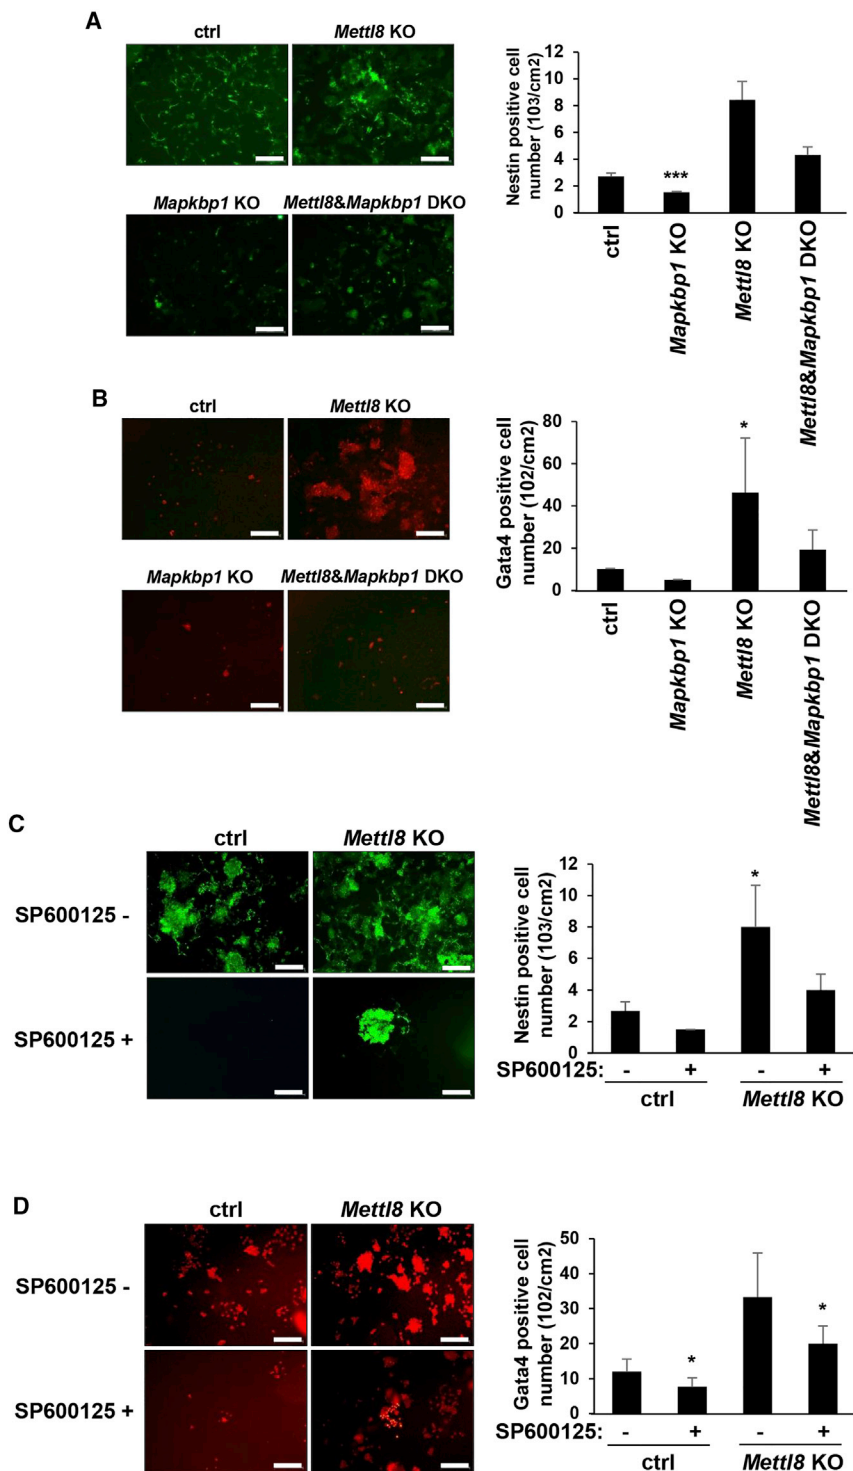 A
ctrl
Mettl8 KO
Mapkbp1 KO
Mettl8&Mapkbp1 DKO
Nestin positive cell
number (103/cm2)
12
10
8
6
4
2
0
***
ctrl
Mapkbp1 KO
Mettl8 KO
Mettl8&Mapkbp1 DKO
B
ctrl
Mettl8 KO
Mapkbp1 KO
Mettl8&Mapkbp1 DKO
Gata4 positive cell
number (102/cm2)
80
60
40
20
0
*
ctrl
Mapkbp1 KO
Mettl8 KO
Mettl8&Mapkbp1 DKO
C
ctrl
Mettl8 KO
SP600125 -
SP600125 +
Nestin positive cell
number (103/cm2)
12
10
8
6
4
2
0
*
SP600125: - + - +
ctrl
Mettl8 KO
D
ctrl
Mettl8 KO
SP600125 -
SP600125 +
Gata4 positive cell
number (102/cm2)
50
40
30
20
10
0
*
*
SP600125: - + - +
ctrl
Mettl8 KO